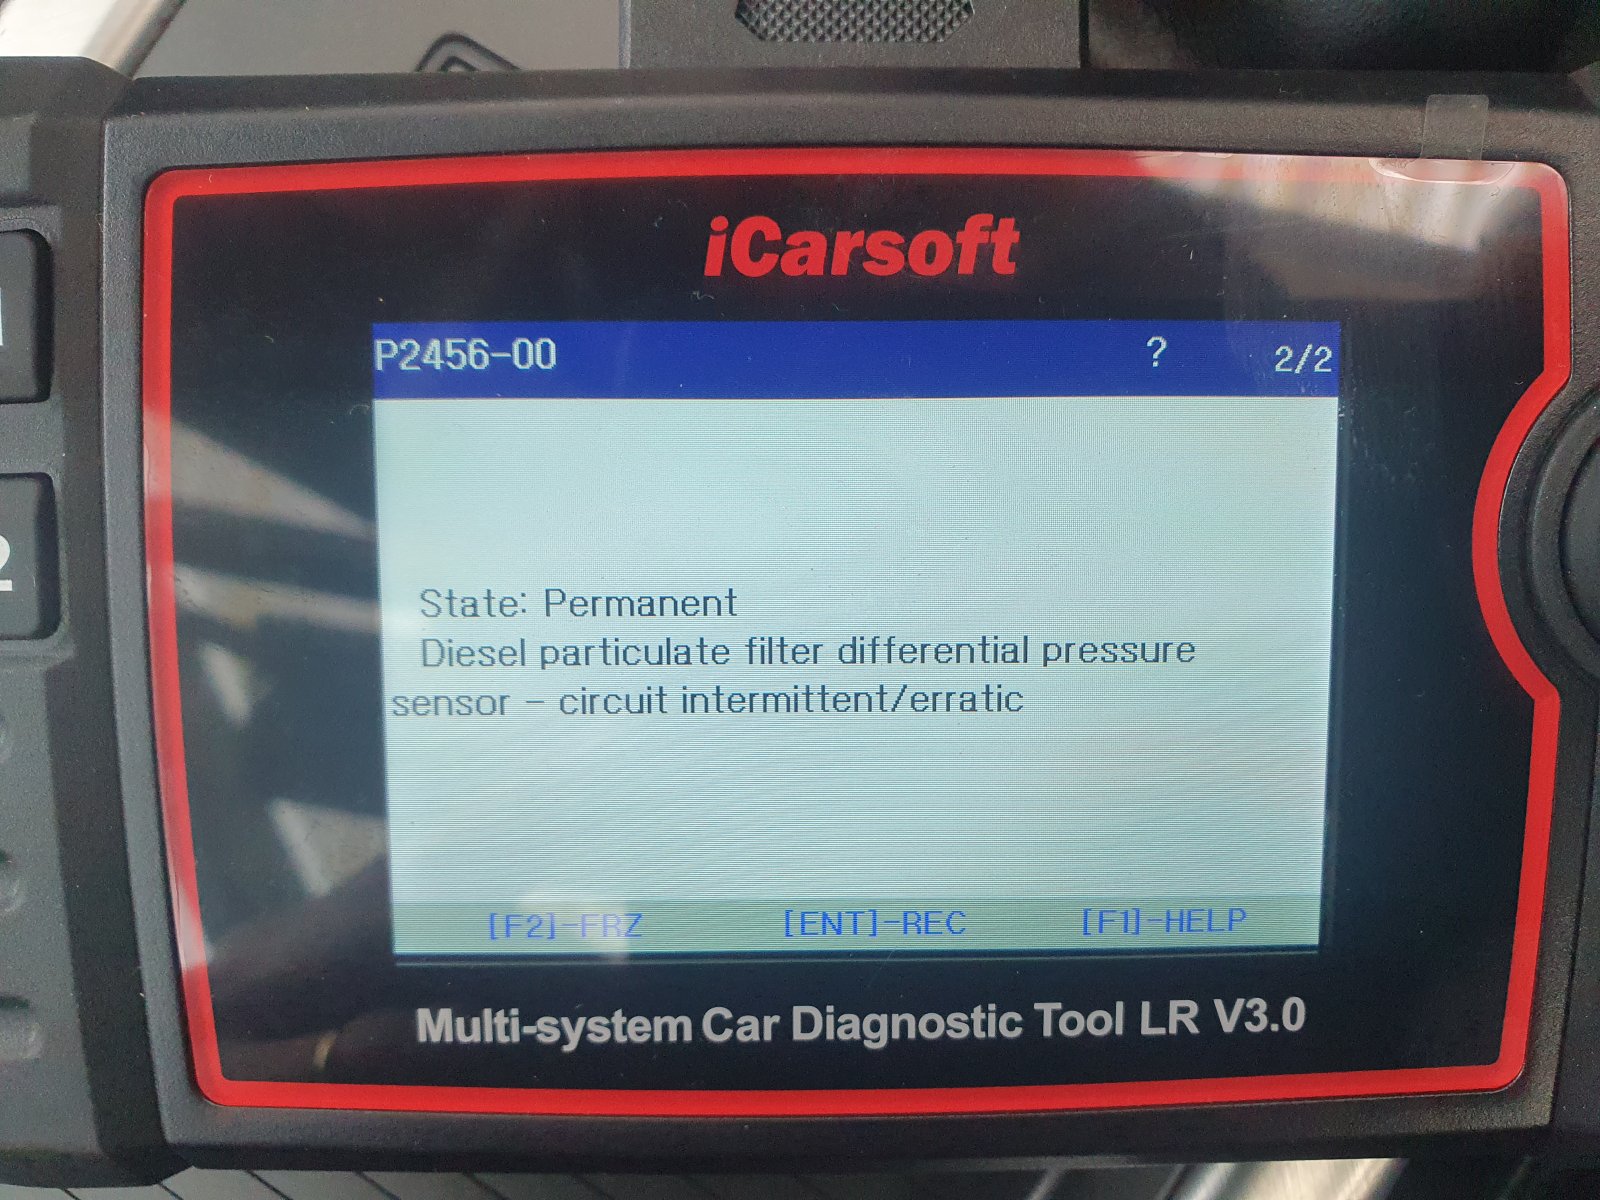 iCarsoft
P2456-00 ? 2/2
State: Permanent
Diesel particulate filter differential pressure
sensor - circuit intermittent/erratic
[F2]-FRZ [ENT]-REC [F1]-HELP
Multi-system Car Diagnostic Tool LR V3.0
2